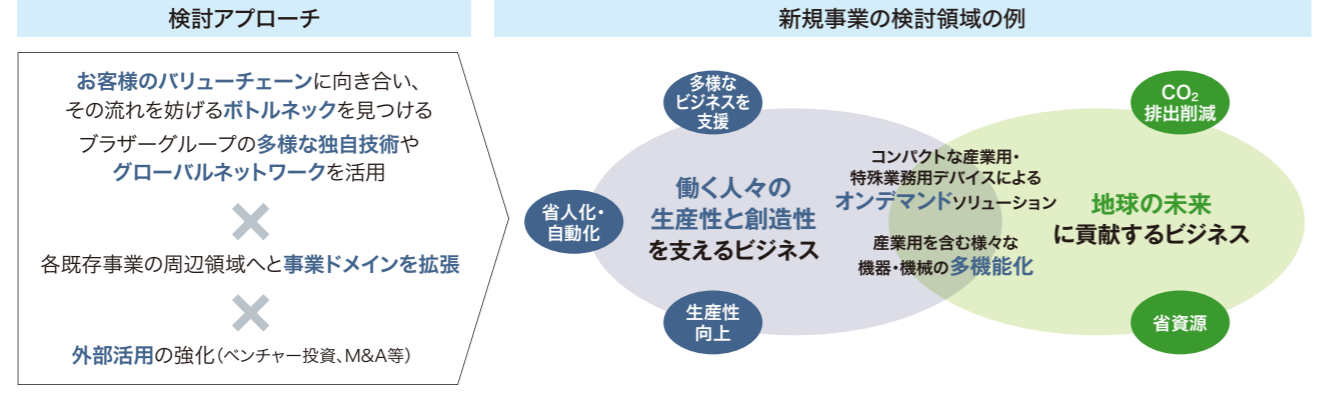 検討アプローチ
お客様のバリューチェーンに向き合い、
その流れを妨げるボトルネックを見つける
ブラザーグループの多様な独自技術や
グローバルネットワークを活用
×
各既存事業の周辺領域へと事業ドメインを拡張
×
外部活用の強化(ベンチャー投資、M&A等)
新規事業の検討領域の例
多様な
ビジネスを
支援
省人化・
自動化
生産性
向上
働く人々の
生産性と創造性
を支えるビジネス
コンパクトな産業用・
特殊業務用デバイスによる
オンデマンドソリューション
産業用を含む様々な
機器・機械の多機能化
地球の未来
に貢献するビジネス
CO₂
排出削減
省資源